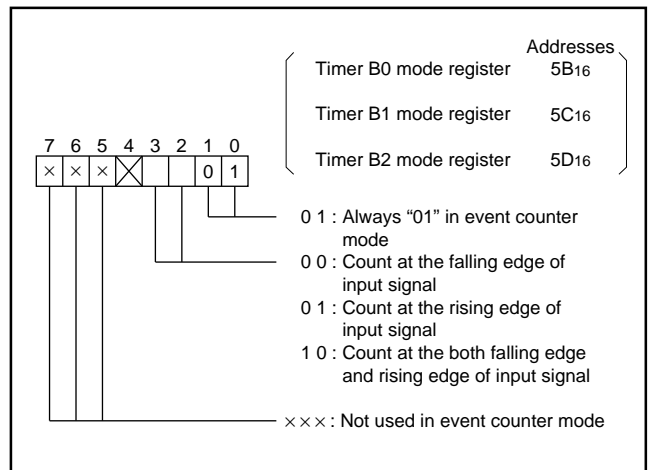 Addresses
Timer B0 mode register 5B16
Timer B1 mode register 5C16
Timer B2 mode register 5D16
7 6 5 4 3 2 1 0
× × × 0 1
0 1 : Always “01” in event counter
mode
0 0 : Count at the falling edge of
input signal
0 1 : Count at the rising edge of
input signal
1 0 : Count at the both falling edge
and rising edge of input signal
× × × : Not used in event counter mode